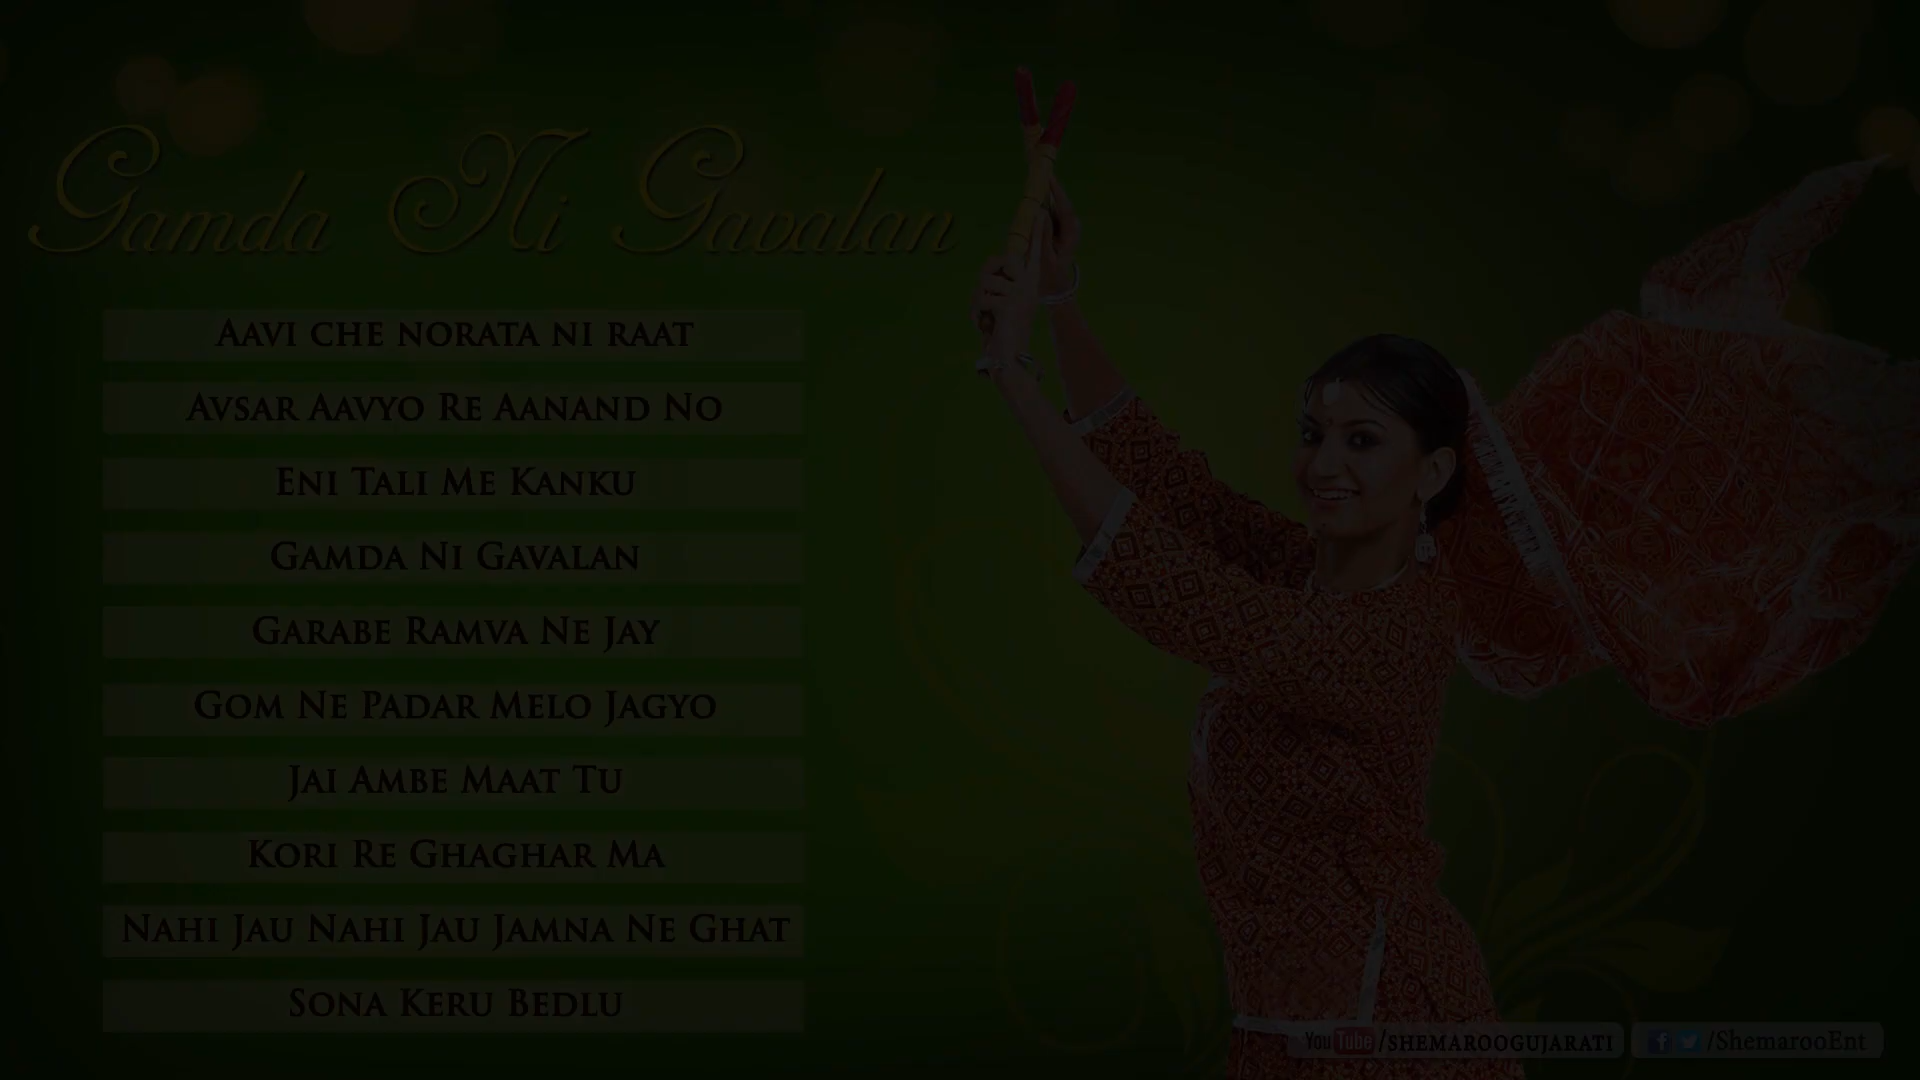 Gamda Ni Gavalan
Aavi che norata ni raat
Avsar Aavyo Re Aanand No
Eni Tali Me Kanku
Gamda Ni Gavalan
Garabe Ramva Ne Jay
Gom Ne Padar Melo Jagyo
Jai Ambe Maat Tu
Kori Re Ghaghar Ma
Nahi Jau Nahi Jau Jamna Ne Ghat
Sona Keru Bedlu
YouTube/SHEMAROOGUJARATI
f /ShemarooEnt